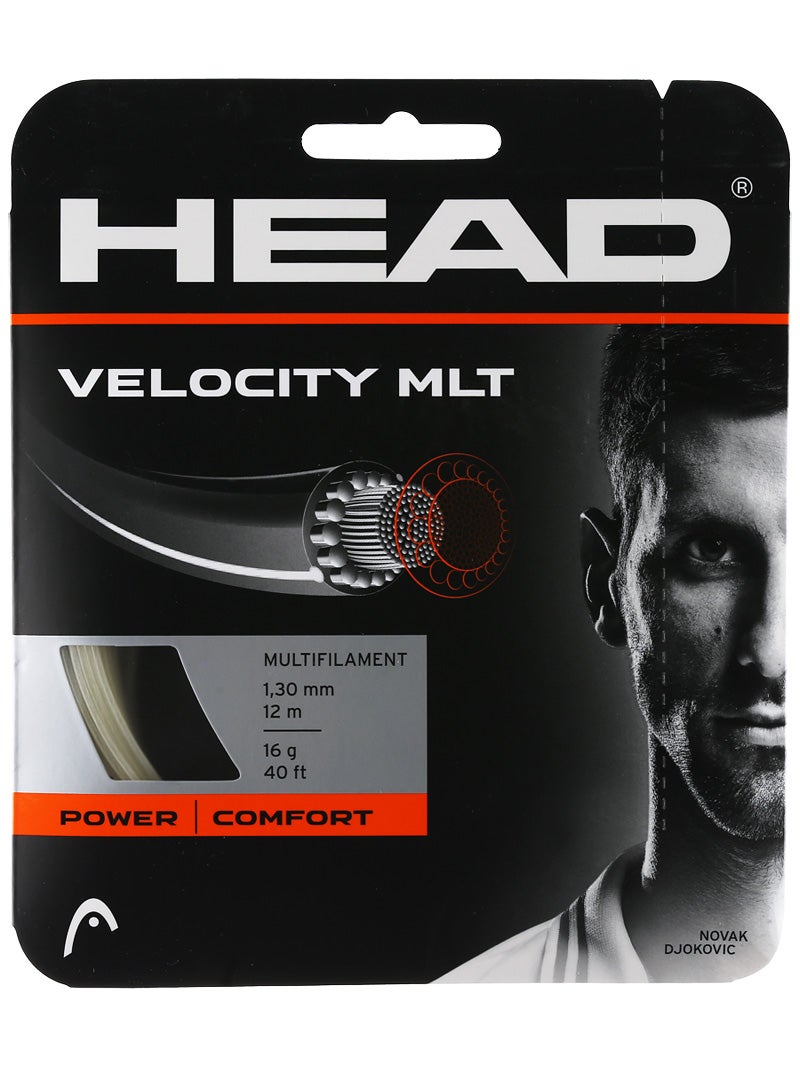 HEAD®
VELOCITY MLT
MULTIFILAMENT
1,30 mm
12 m
16 g
40 ft
POWER | COMFORT
NOVAK
DJOKOVIC